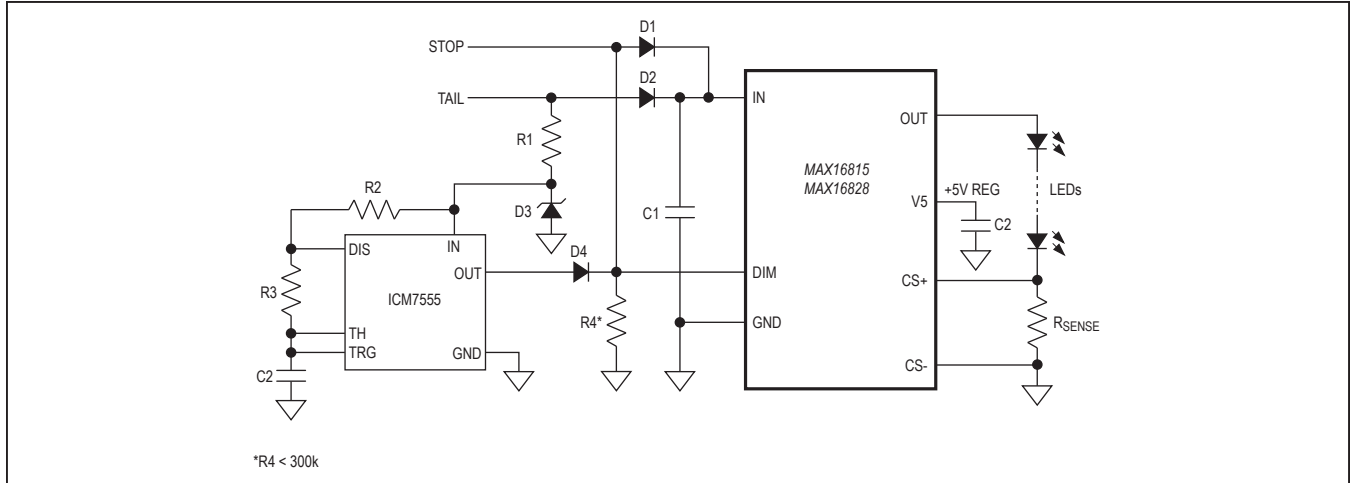 D1
STOP
D2
TAIL
IN
R1
OUT
MAX16815
MAX16828
R2
+5V REG
LEDs
V5
D3
C1
C2
IN
DIS
D4
OUT
DIM
CS+
R3
ICM7555
R4*
RSENSE
TH
GND
TRG
GND
CS-
C2
*R4 < 300k